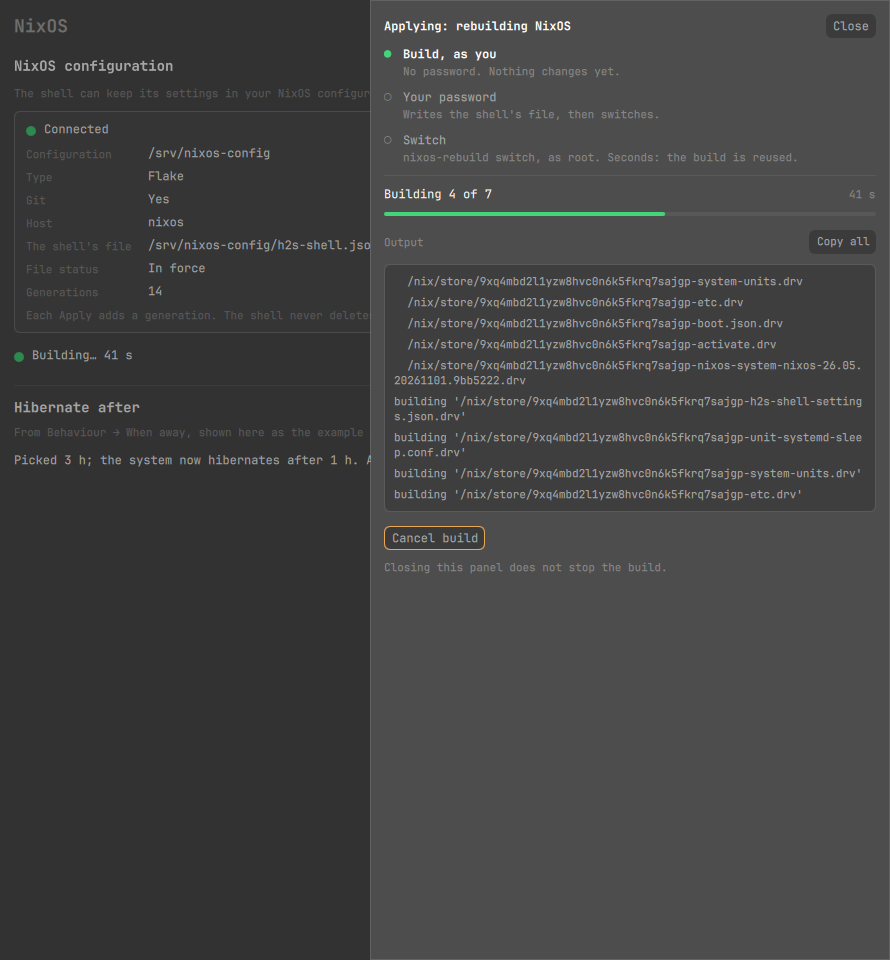 NixOS
NixOS configuration
The shell can keep its settings in your NixOS configur
Connected
Configuration /srv/nixos-config
Type Flake
Git Yes
Host nixos
The shell's file /srv/nixos-config/h2s-shell.jso
File status In force
Generations 14
Each Apply adds a generation. The shell never delete
Building… 41 s
Hibernate after
From Behaviour → When away, shown here as the example
Picked 3 h; the system now hibernates after 1 h. A
Applying: rebuilding NixOS
Close
Build, as you
No password. Nothing changes yet.
Your password
Writes the shell's file, then switches.
Switch
nixos-rebuild switch, as root. Seconds: the build is reused.
Building 4 of 7 41 s
Output
Copy all
/nix/store/9xq4mbd2l1yzw8hvc0n6k5fkrq7sajgp-system-units.drv
/nix/store/9xq4mbd2l1yzw8hvc0n6k5fkrq7sajgp-etc.drv
/nix/store/9xq4mbd2l1yzw8hvc0n6k5fkrq7sajgp-boot.json.drv
/nix/store/9xq4mbd2l1yzw8hvc0n6k5fkrq7sajgp-activate.drv
/nix/store/9xq4mbd2l1yzw8hvc0n6k5fkrq7sajgp-nixos-system-nixos-26.05.
20261101.9bb5222.drv
building '/nix/store/9xq4mbd2l1yzw8hvc0n6k5fkrq7sajgp-h2s-shell-setting
s.json.drv'
building '/nix/store/9xq4mbd2l1yzw8hvc0n6k5fkrq7sajgp-unit-systemd-slee
p.conf.drv'
building '/nix/store/9xq4mbd2l1yzw8hvc0n6k5fkrq7sajgp-system-units.drv'
building '/nix/store/9xq4mbd2l1yzw8hvc0n6k5fkrq7sajgp-etc.drv'
Cancel build
Closing this panel does not stop the build.